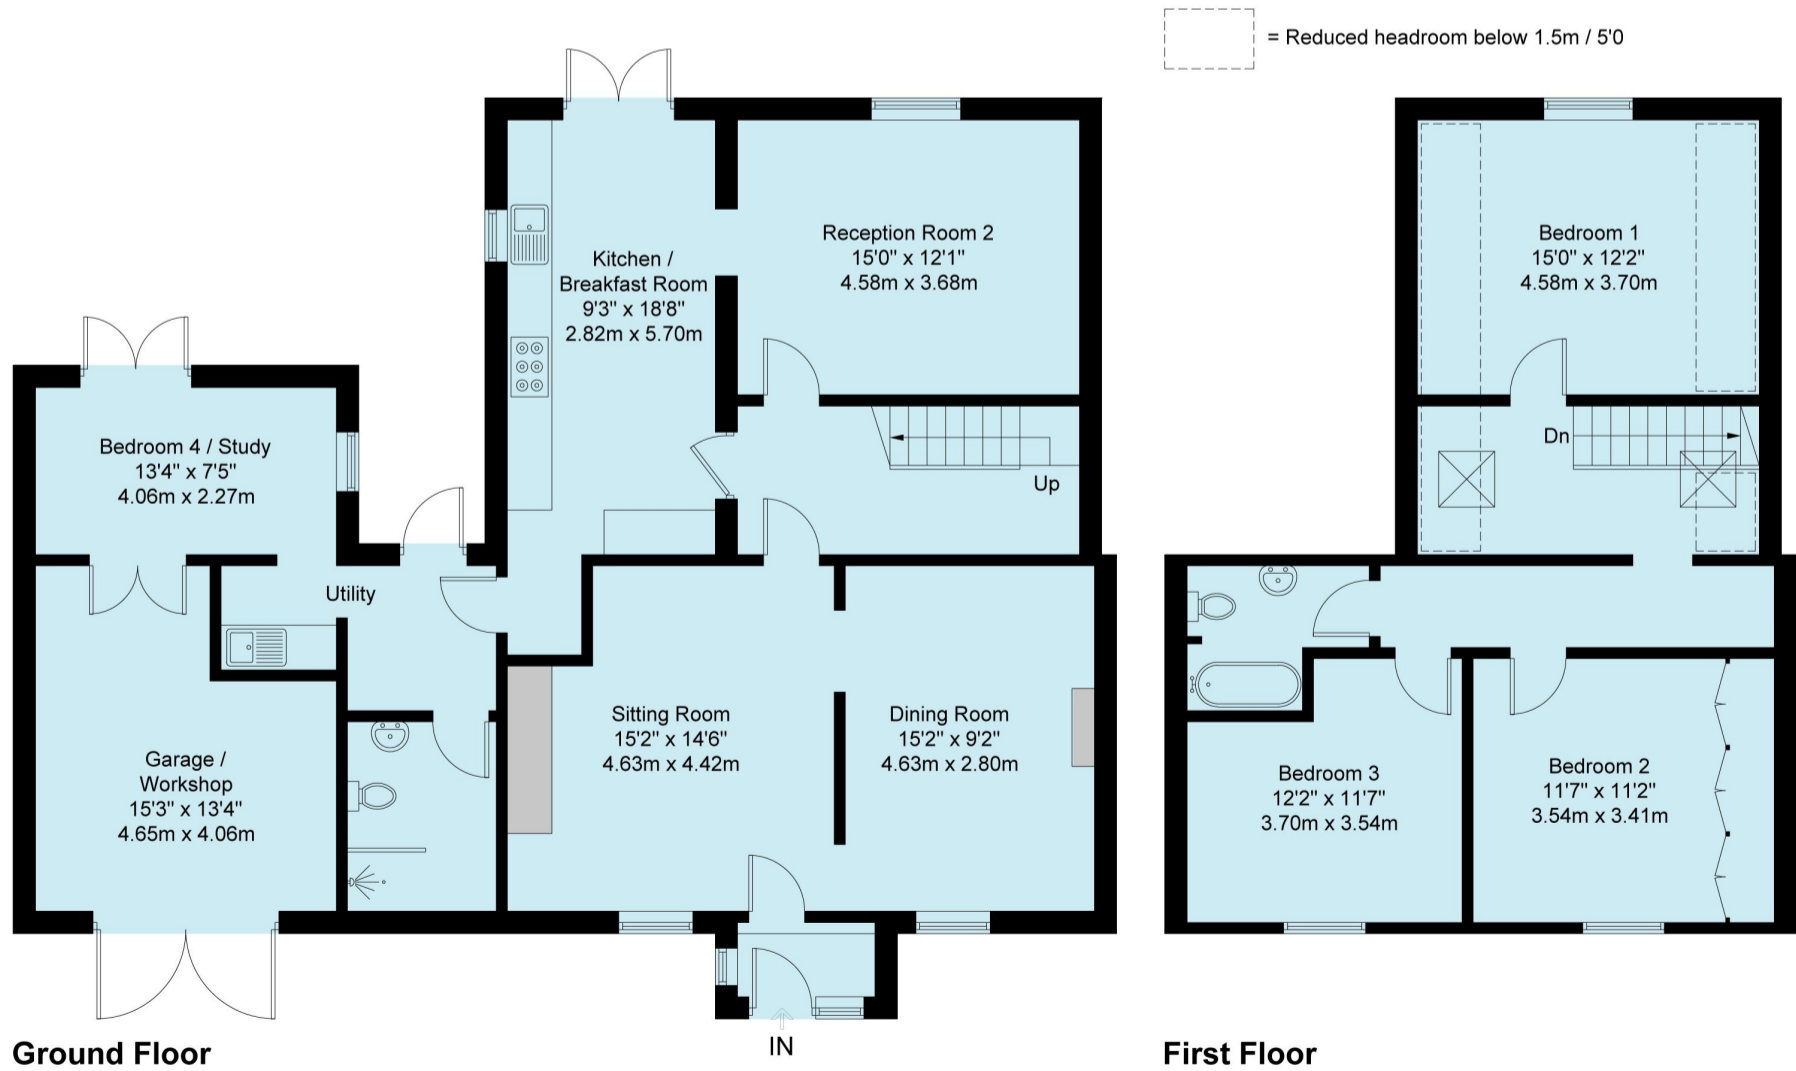 = Reduced headroom below 1.5m / 5'0
Kitchen /
Breakfast Room
9'3" x 18'8"
2.82m x 5.70m
Reception Room 2
15'0" x 12'1"
4.58m x 3.68m
Bedroom 4 / Study
13'4" x 7'5"
4.06m x 2.27m
Up
Utility
Garage /
Workshop
15'3" x 13'4"
4.65m x 4.06m
Sitting Room
15'2" x 14'6"
4.63m x 4.42m
Dining Room
15'2" x 9'2"
4.63m x 2.80m
IN
Ground Floor
Bedroom 1
15'0" x 12'2"
4.58m x 3.70m
Dn
Bedroom 3
12'2" x 11'7"
3.70m x 3.54m
Bedroom 2
11'7" x 11'2"
3.54m x 3.41m
First Floor